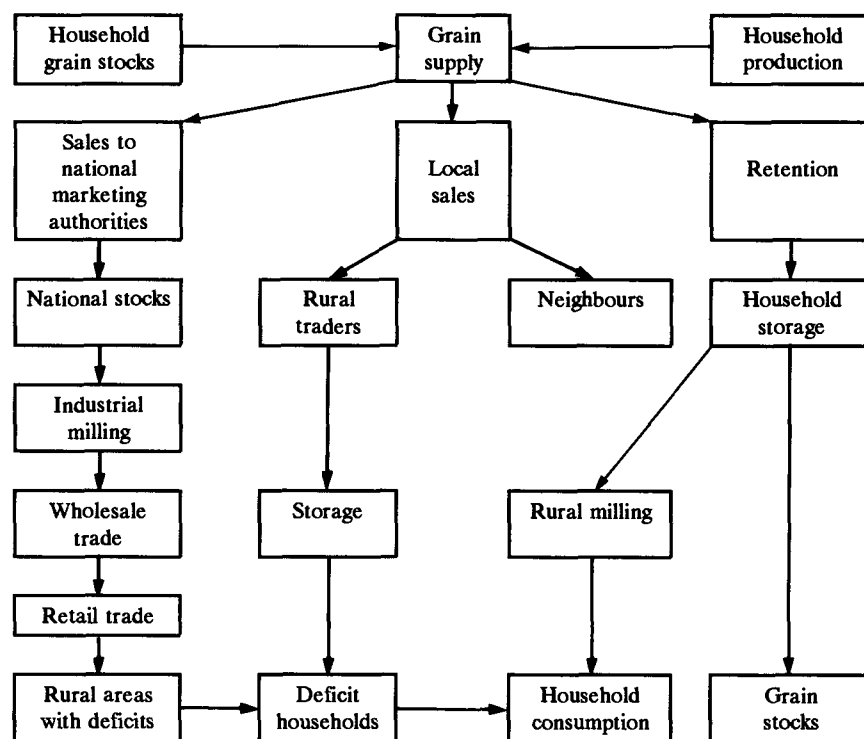 Household
grain stocks
Grain
supply
Household
production
Sales to
national
marketing
authorities
Local
sales
Retention
National stocks
Rural
traders
Neighbours
Household
storage
Industrial
milling
Wholesale
trade
Storage
Rural milling
Retail trade
Rural areas
with deficits
Deficit
households
Household
consumption
Grain
stocks